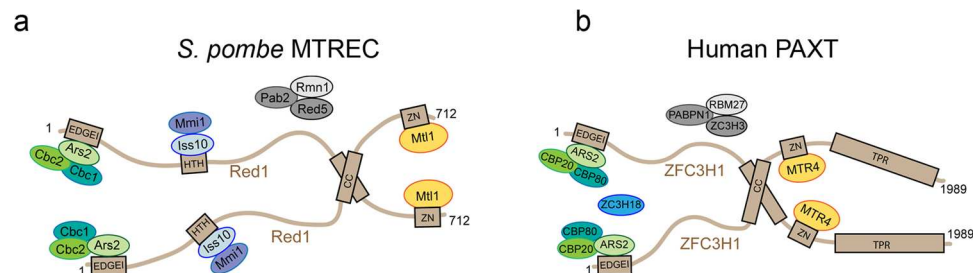 a
S. pombe MTREC
1
EDGEI
Ars2
Cbc2
Cbc1
Mmi1
Iss10
HTH
Red1
Pab2
Rmn1
Red5
ZN
712
Mtl1
CC
Mtl1
ZN
712
Cbc1
Cbc2
Ars2
1
EDGEI
HTH
Iss10
Mmi1
Red1
b
Human PAXT
1
EDGEI
ARS2
CBP20
CBP80
PABPN1
RBM27
ZC3H3
ZFC3H1
ZN
MTR4
TPR
1989
CC
ZC3H18
MTR4
ZN
TPR
1989
CBP80
CBP20
ARS2
1
EDGEI
ZFC3H1